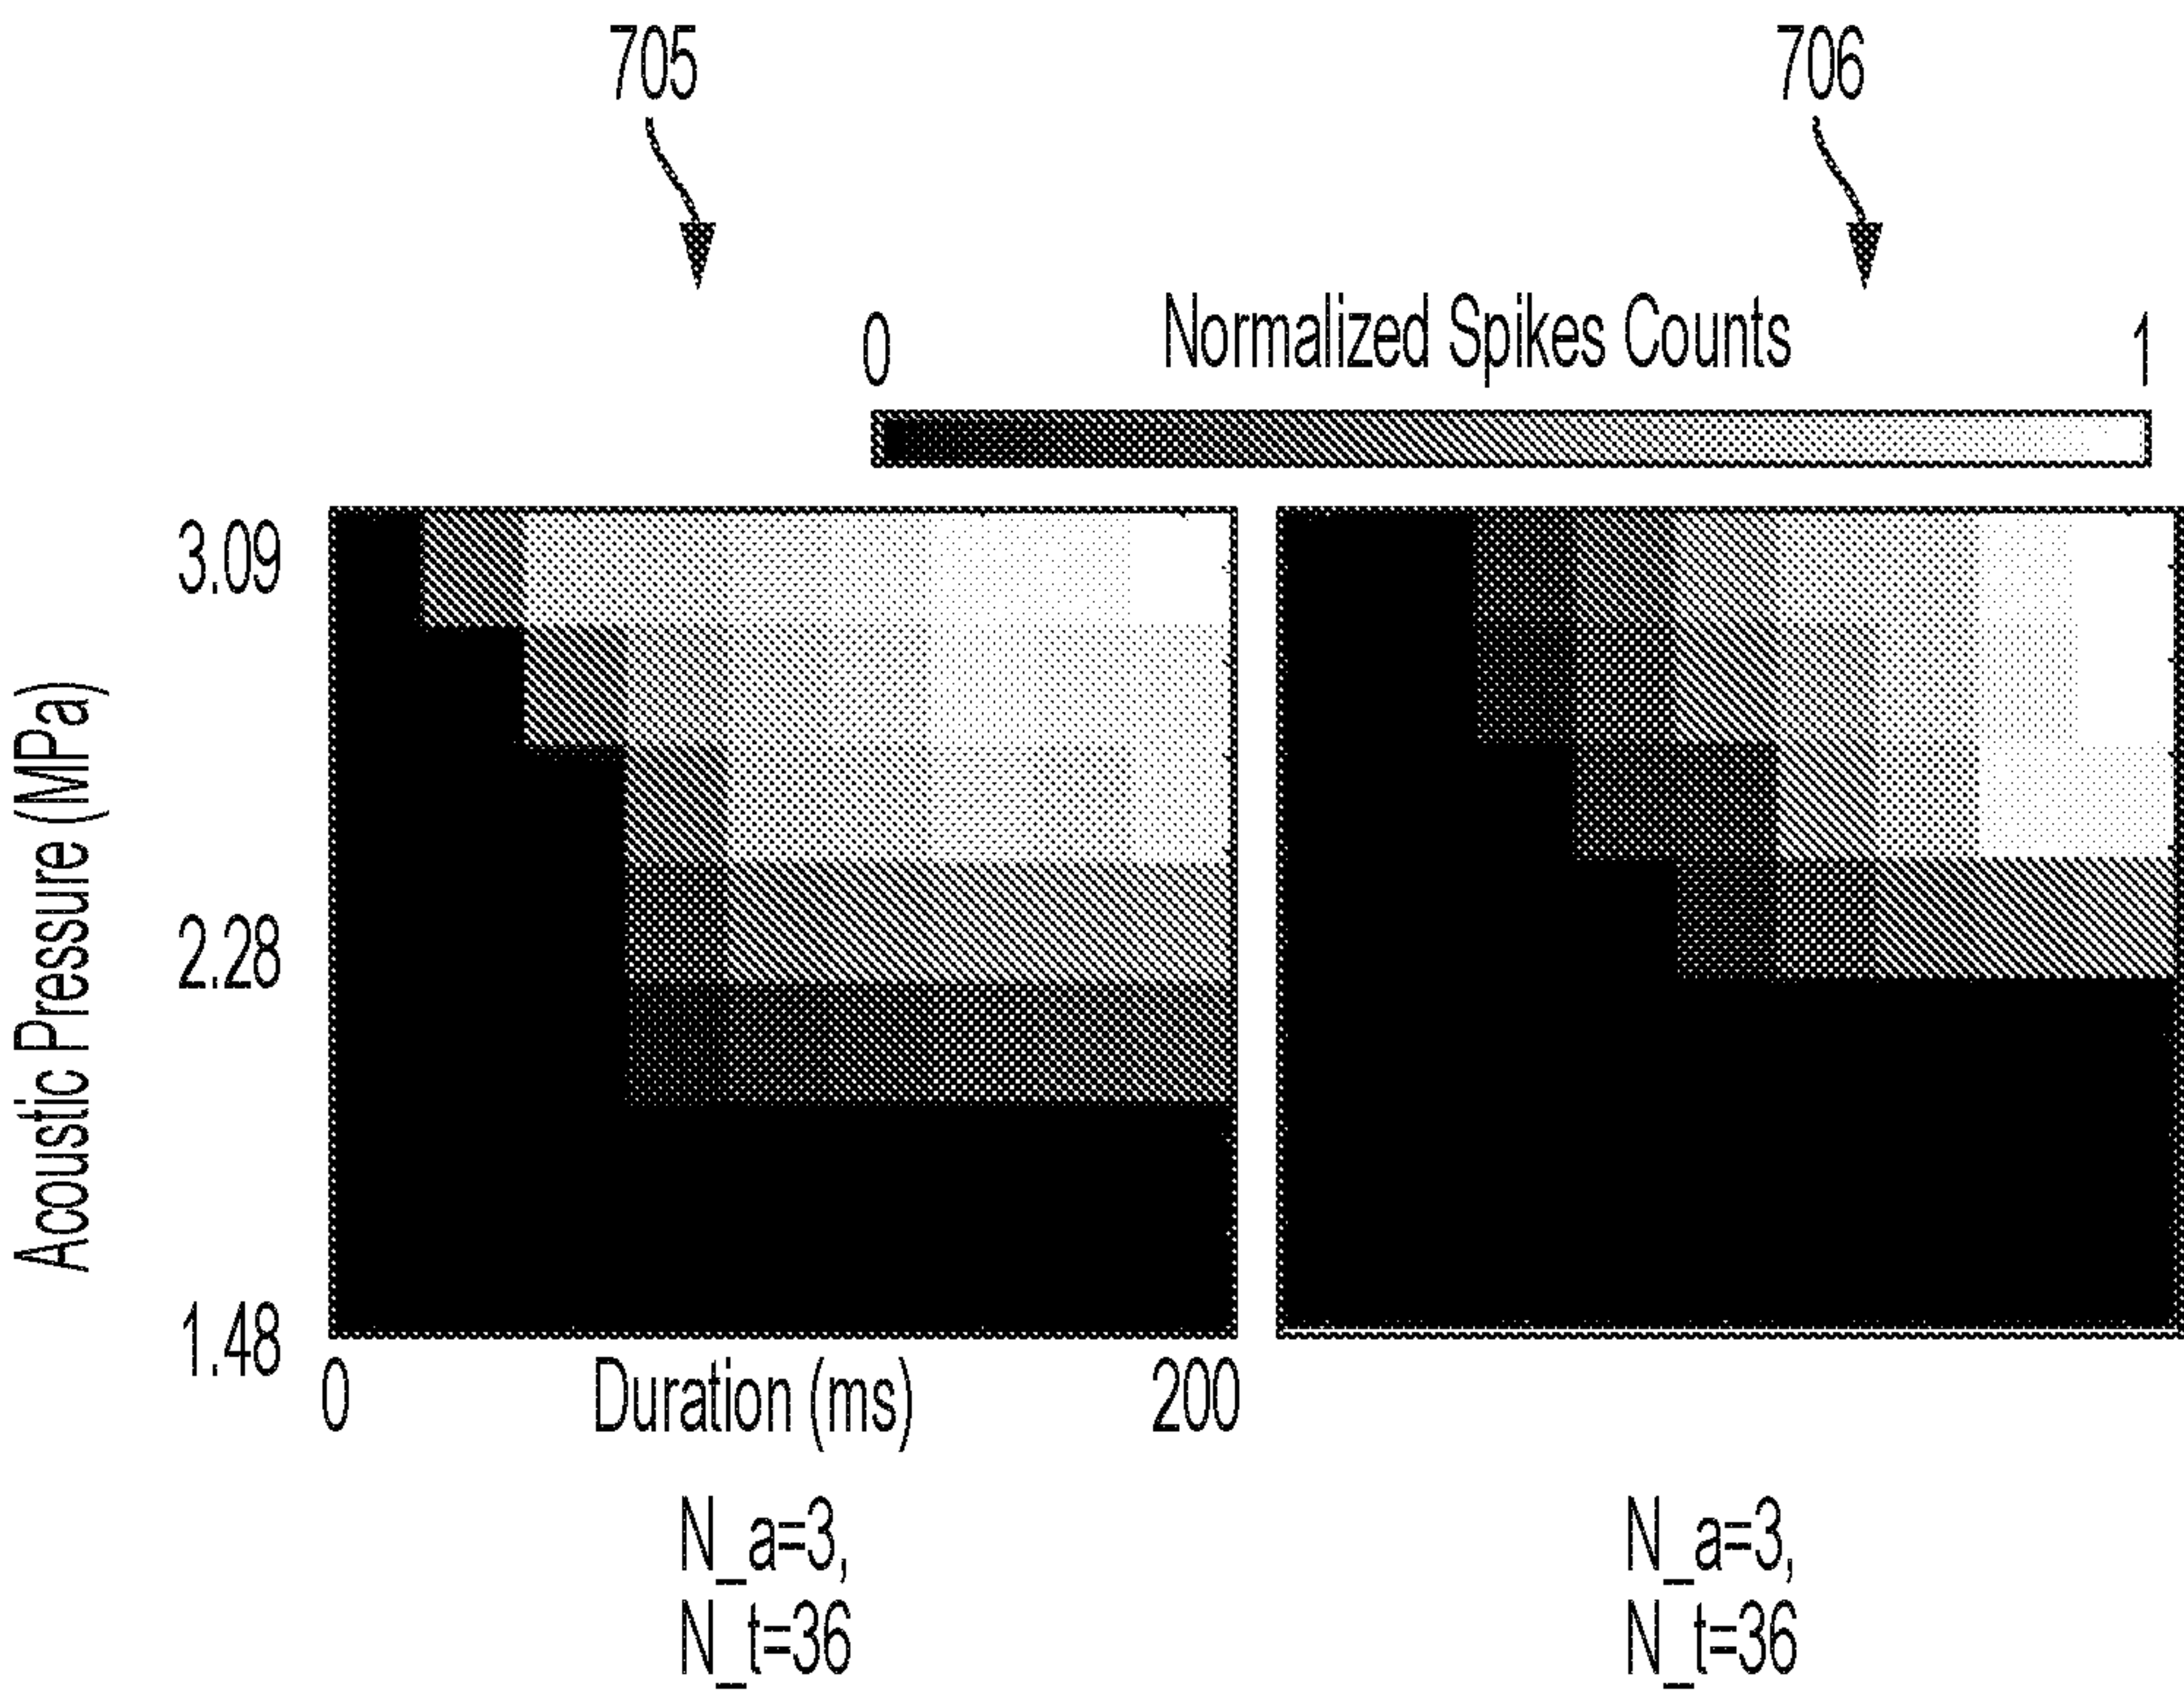 705
706
0
Normalized Spikes Counts
1
3.09
2.28
1.48
Acoustic Pressure (MPa)
0
Duration (ms)
200
N_a=3,
N_t=36
N_a=3,
N_t=36